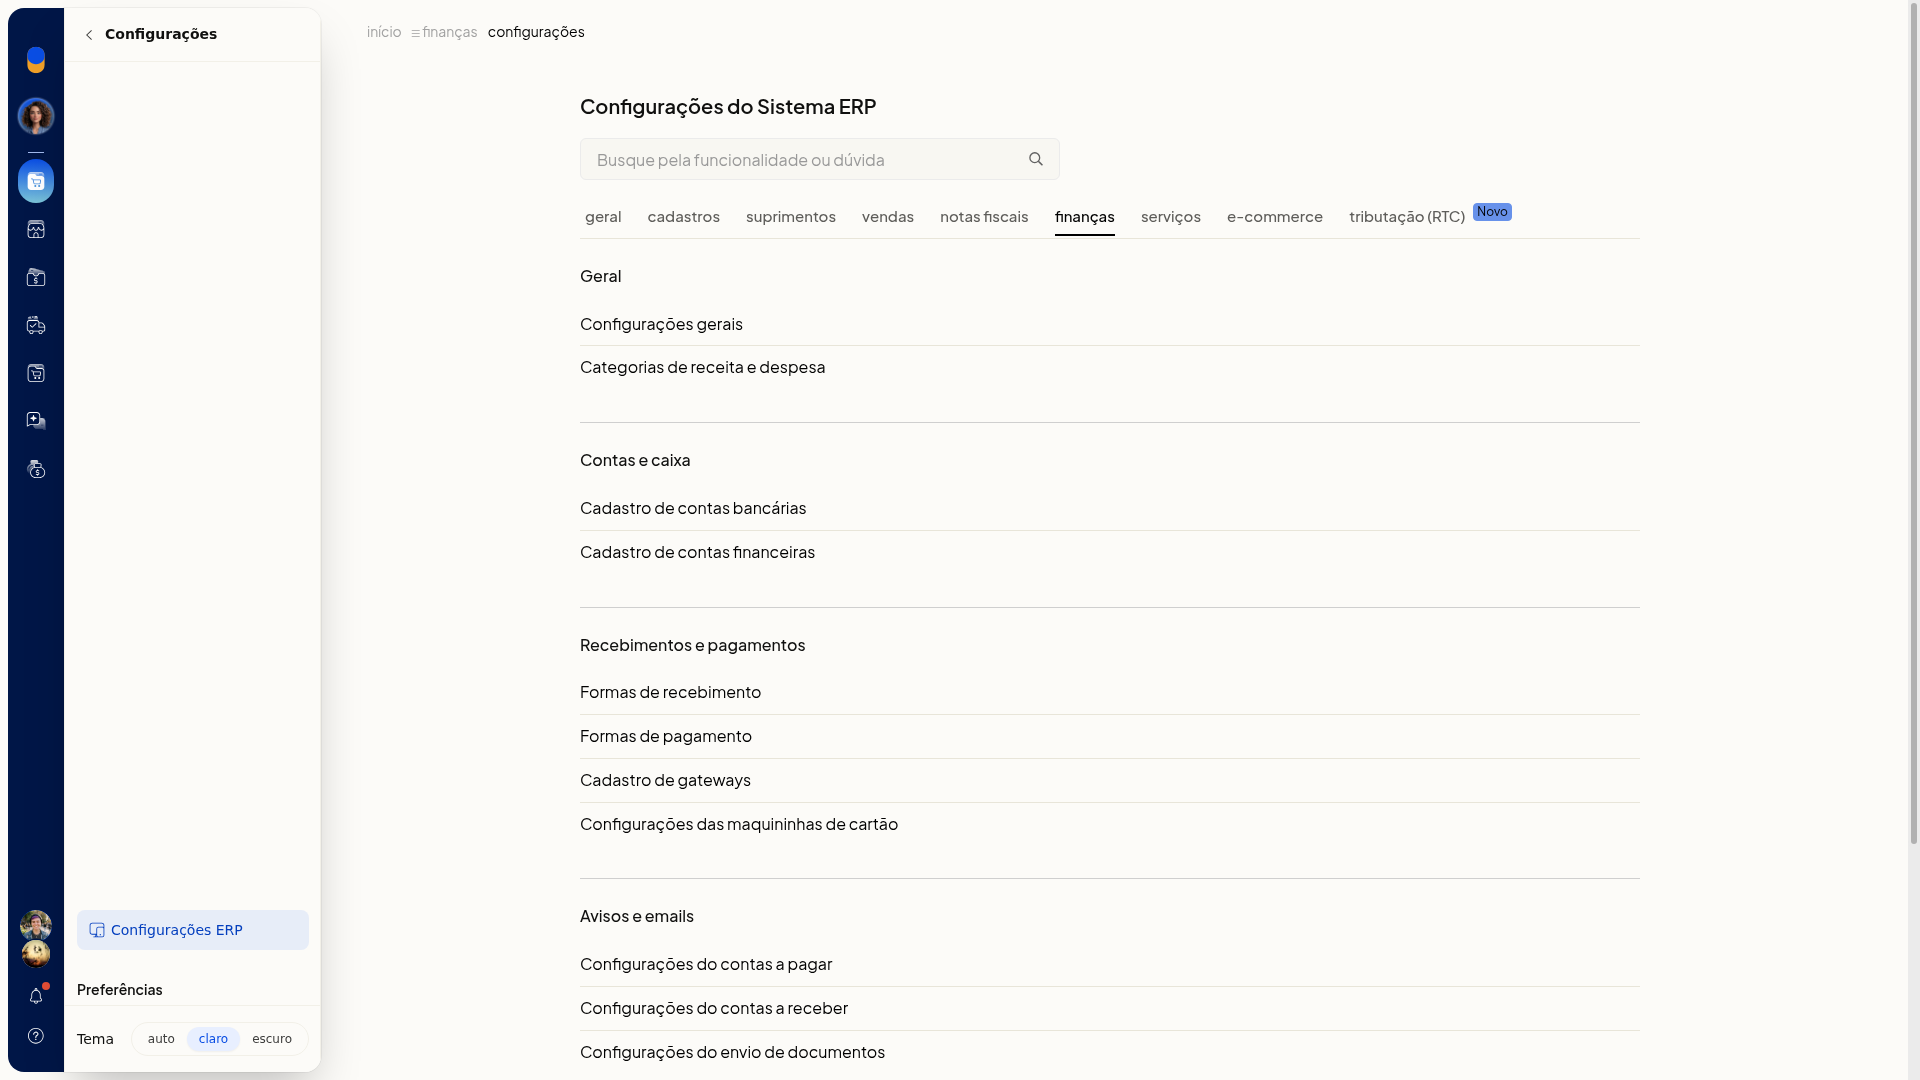 Configurações
Configurações ERP
Preferências
Tema
auto
claro
escuro
início
finanças
configurações
Configurações do Sistema ERP
Busque pela funcionalidade ou dúvida
geral
cadastros
suprimentos
vendas
notas fiscais
finanças
serviços
e-commerce
tributação (RTC)
Novo
Geral
Configurações gerais
Categorias de receita e despesa
Contas e caixa
Cadastro de contas bancárias
Cadastro de contas financeiras
Recebimentos e pagamentos
Formas de recebimento
Formas de pagamento
Cadastro de gateways
Configurações das maquininhas de cartão
Avisos e emails
Configurações do contas a pagar
Configurações do contas a receber
Configurações do envio de documentos